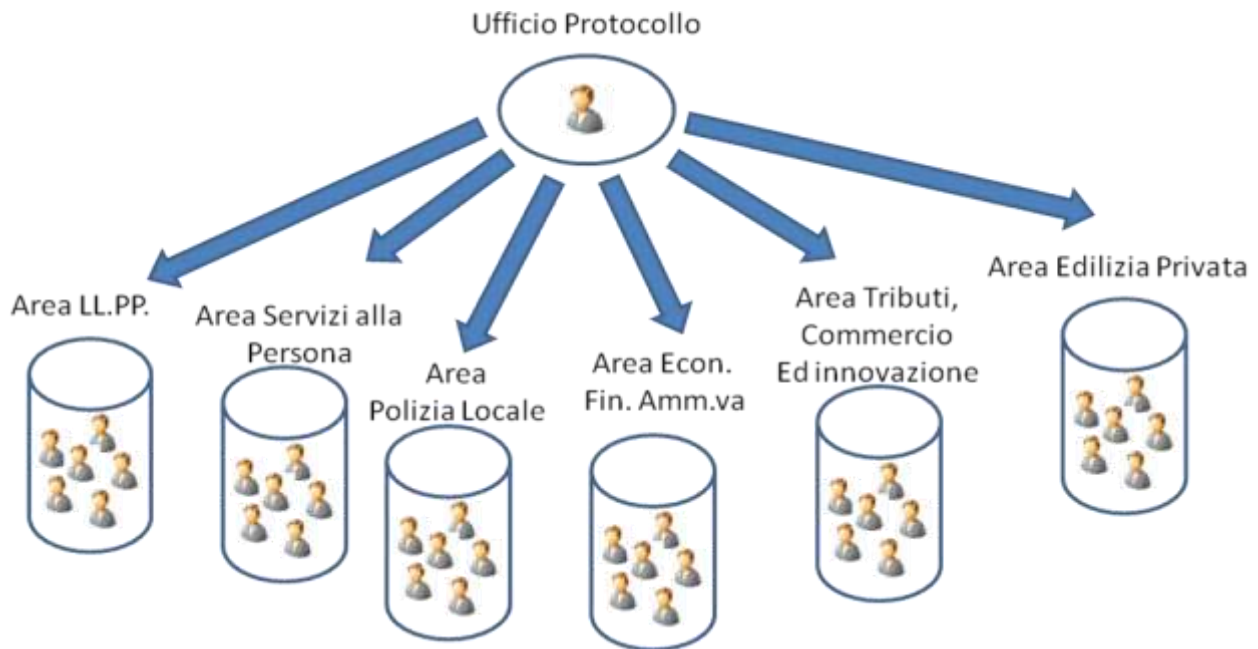 Ufficio Protocollo
Area LL.PP.
Area Servizi alla
Persona
Area
Polizia Locale
Area Econ.
Fin. Amm.va
Area Tributi,
Commercio
Ed innovazione
Area Edilizia Privata